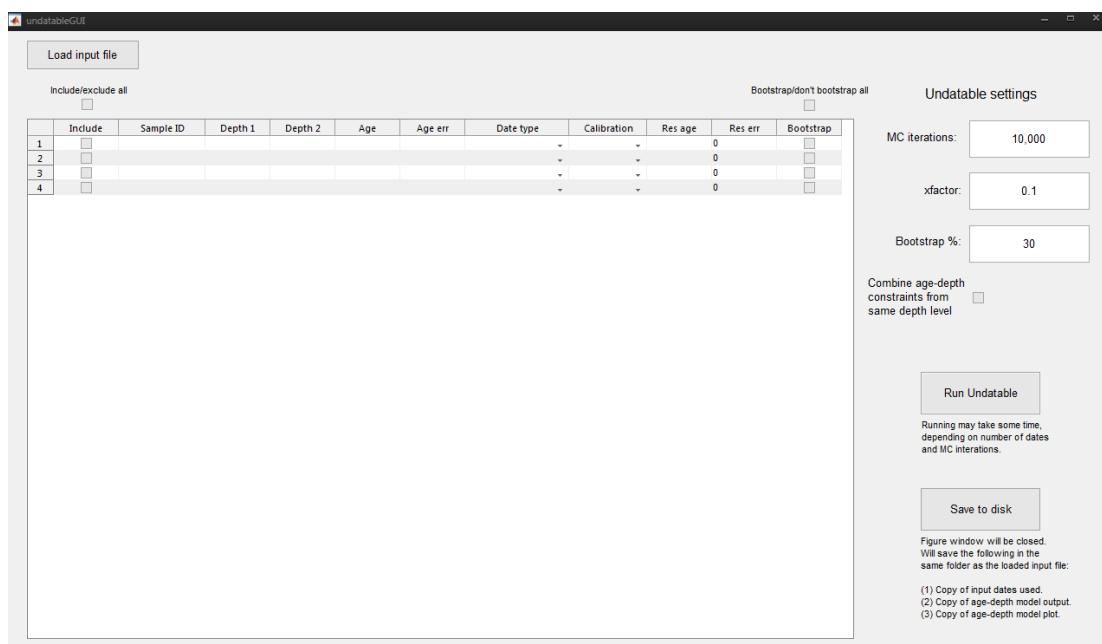 undatableGUI
Load input file
Include/exclude all
Bootstrap/don't bootstrap all
Undatable settings
Include Sample ID Depth 1 Depth 2 Age Age err Date type Calibration Res age Res err Bootstrap
1 0
2 0
3 0
4 0
MC iterations: 10,000
xfactor: 0.1
Bootstrap %: 30
Combine age-depth
constraints from
same depth level
Run Undatable
Running may take some time,
depending on number of dates
and MC interations.
Save to disk
Figure window will be closed.
Will save the following in the
same folder as the loaded input file:
(1) Copy of input dates used.
(2) Copy of age-depth model output.
(3) Copy of age-depth model plot.